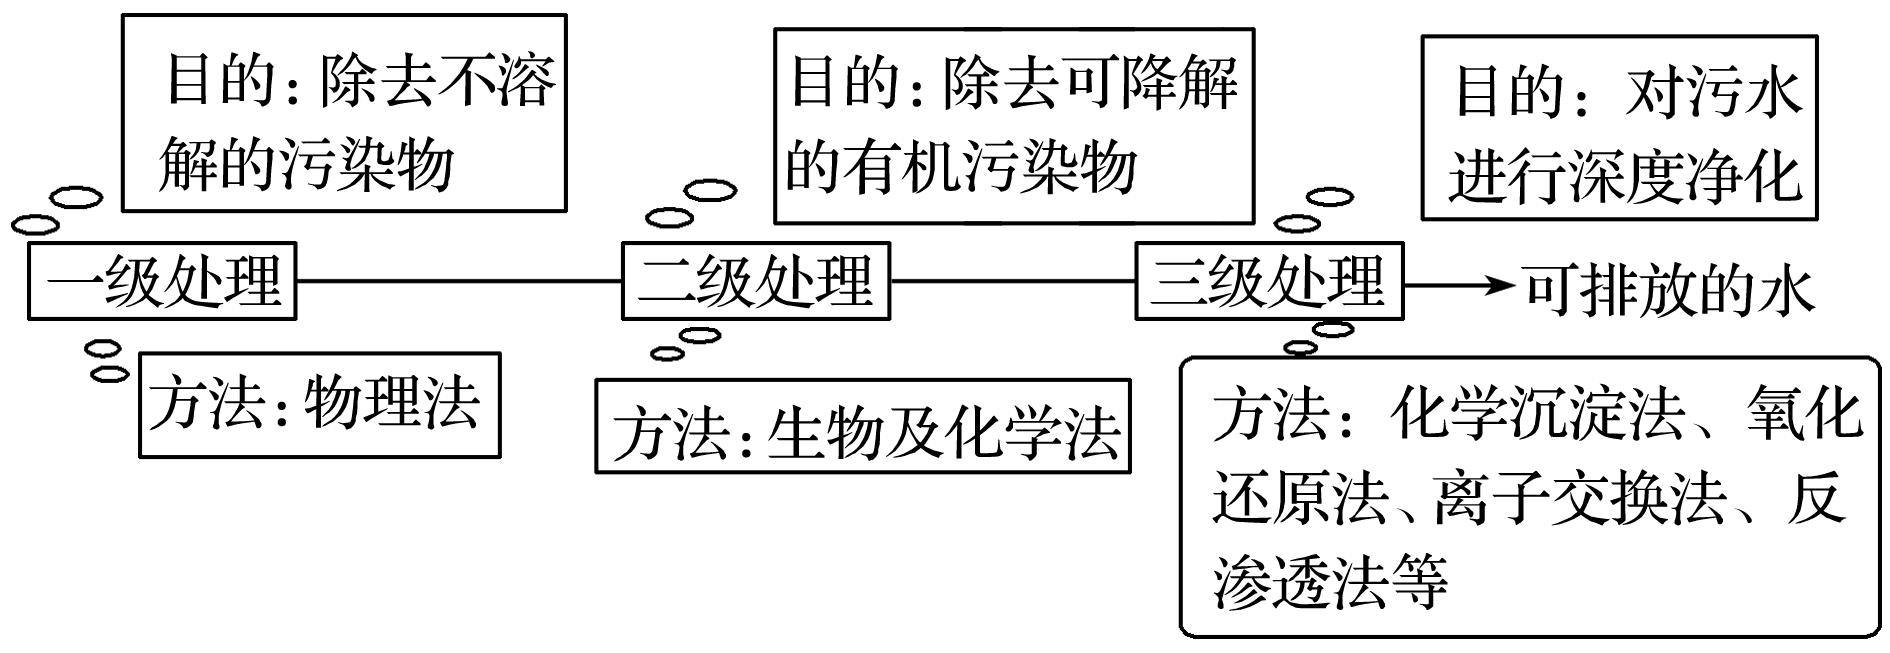 目的：除去不溶
解的污染物
目的：除去可降解
的有机污染物
目的：对污水
进行深度净化
一级处理
二级处理
三级处理
可排放的水
方法：物理法
方法：生物及化学法
方法：化学沉淀法、氧化
还原法、离子交换法、反
渗透法等